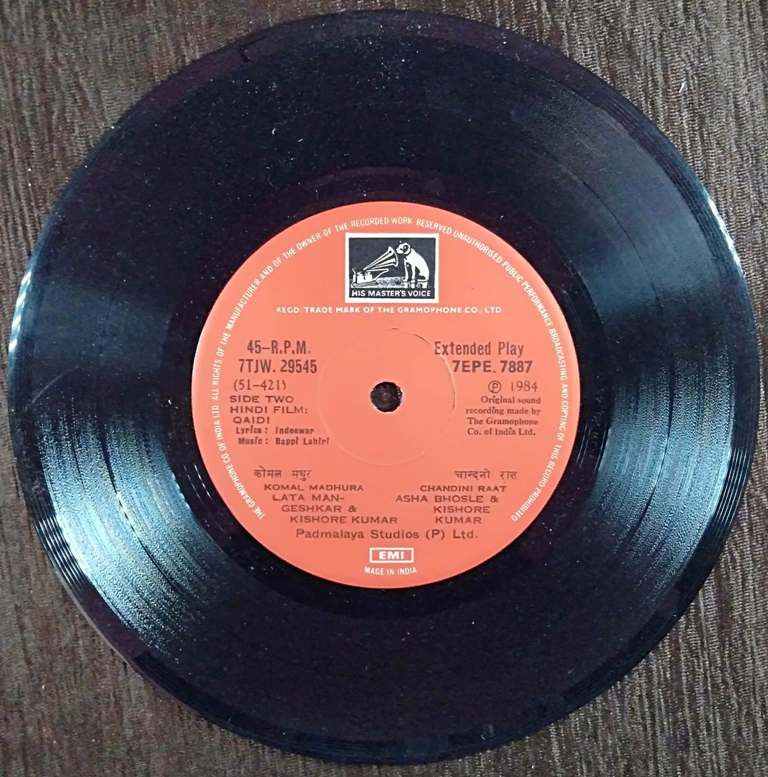 THE GRAMOPHONE CO OF INDIA LTD. ALL RIGHTS OF THE MANUFACTURER AND OF THE OWNER OF THE RECORDED WORK RESERVED UNAUTHORISED PUBLIC PERFORMANCE BROADCASTING AND COPYING OF THIS RECORD PROHIBITED
HIS MASTER'S VOICE
REGD. TRADE MARK OF THE GRAMOPHONE CO., LTD.
45-R.P.M.
7TJW. 29545
(51-421)
SIDE TWO
HINDI FILM:
QAIDI
Lyrics : Indeewar
Music : Bappi Lahiri
Extended Play
7EPE. 7887
Ⓟ 1984
Original sound
recording made by
The Gramophone
Co. of India Ltd.
कोमल मधुर
KOMAL MADHURA
LATA MAN-
GESHKAR &
KISHORE KUMAR
चान्दनी रात
CHANDINI RAAT
ASHA BHOSLE &
KISHORE
KUMAR
Padmalaya Studios (P) Ltd.
EMI
MADE IN INDIA